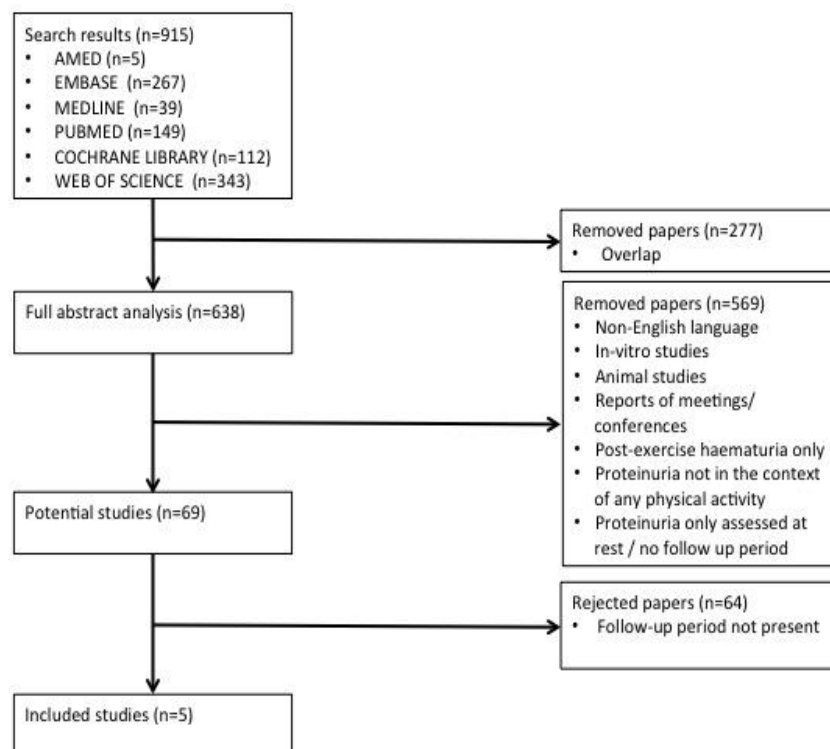 Search results (n=915)
• AMED (n=5)
• EMBASE (n=267)
• MEDLINE (n=39)
• PUBMED (n=149)
• COCHRANE LIBRARY (n=112)
• WEB OF SCIENCE (n=343)
Removed papers (n=277)
• Overlap
Full abstract analysis (n=638)
Removed papers (n=569)
• Non-English language
• In-vitro studies
• Animal studies
• Reports of meetings/
conferences
• Post-exercise haematuria only
• Proteinuria not in the context
of any physical activity
• Proteinuria only assessed at
rest / no follow up period
Potential studies (n=69)
Rejected papers (n=64)
• Follow-up period not present
Included studies (n=5)